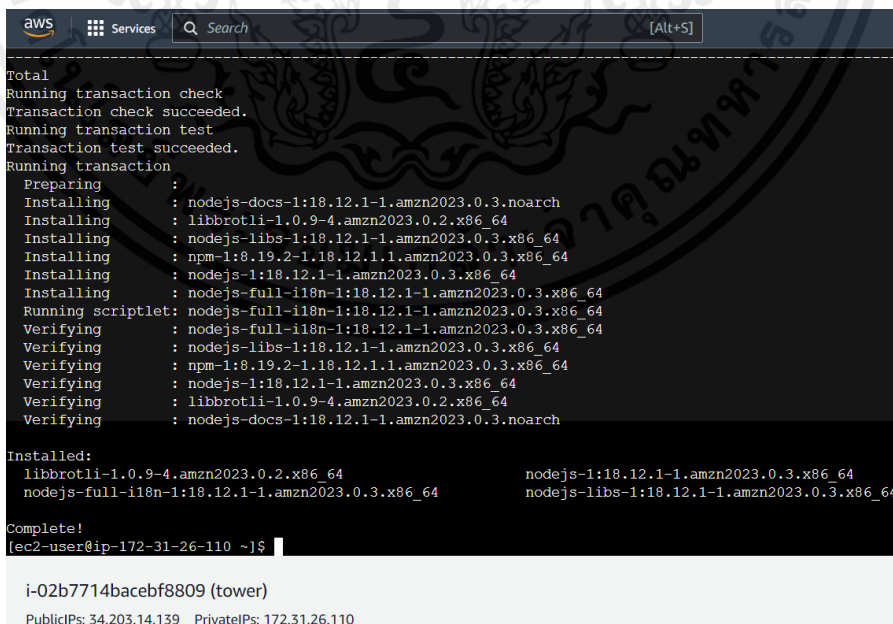 aws Services Search [Alt+S]
Total
Running transaction check
Transaction check succeeded.
Running transaction test
Transaction test succeeded.
Running transaction
Preparing :
Installing : nodejs-docs-1:18.12.1-1.amzn2023.0.3.noarch
Installing : libbrotli-1.0.9-4.amzn2023.0.2.x86_64
Installing : nodejs-libs-1:18.12.1-1.amzn2023.0.3.x86_64
Installing : npm-1:8.19.2-1.18.12.1.1.amzn2023.0.3.x86_64
Installing : nodejs-1:18.12.1-1.amzn2023.0.3.x86_64
Installing : nodejs-full-i18n-1:18.12.1-1.amzn2023.0.3.x86_64
Running scriptlet: nodejs-full-i18n-1:18.12.1-1.amzn2023.0.3.x86_64
Verifying : nodejs-full-i18n-1:18.12.1-1.amzn2023.0.3.x86_64
Verifying : nodejs-libs-1:18.12.1-1.amzn2023.0.3.x86_64
Verifying : npm-1:8.19.2-1.18.12.1.1.amzn2023.0.3.x86_64
Verifying : nodejs-1:18.12.1-1.amzn2023.0.3.x86_64
Verifying : libbrotli-1.0.9-4.amzn2023.0.2.x86_64
Verifying : nodejs-docs-1:18.12.1-1.amzn2023.0.3.noarch
Installed:
libbrotli-1.0.9-4.amzn2023.0.2.x86_64 nodejs-1:18.12.1-1.amzn2023.0.3.x86_64
nodejs-full-i18n-1:18.12.1-1.amzn2023.0.3.x86_64 nodejs-libs-1:18.12.1-1.amzn2023.0.3.x86_64
Complete!
[ec2-user@ip-172-31-26-110 ~]$
i-02b7714bacebf8809 (tower)
PublicIPs: 34.203.14.139 PrivateIPs: 172.31.26.110